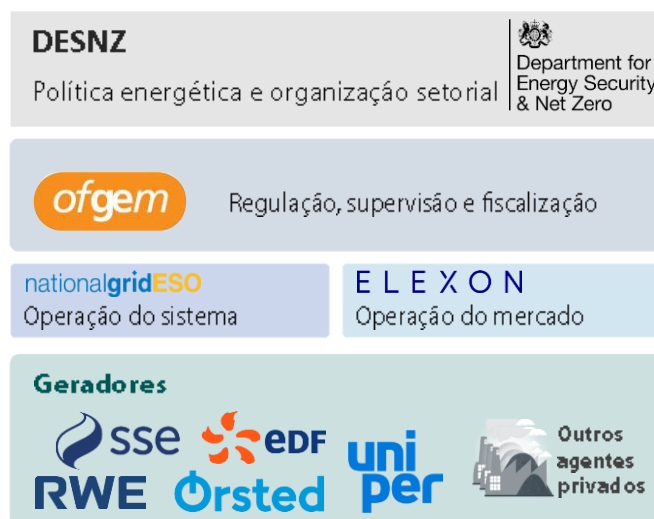 DESNZ
Política energética e organização setorial
Department for
Energy Security
& Net Zero
ofgem
Regulação, supervisão e fiscalização
nationalgridESO
Operação do sistema
ELEXON
Operação do mercado
Geradores
sse
eDF
uni
per
RWE
Orsted
Outros
agentes
privados